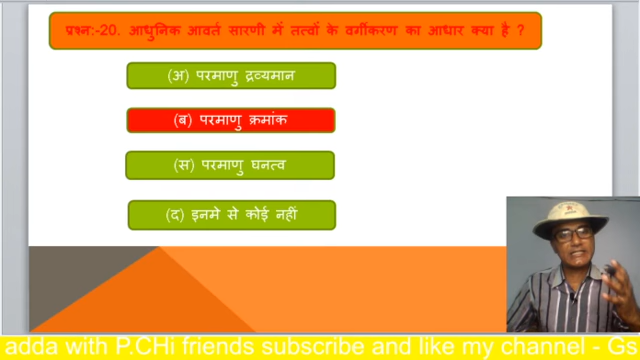 प्रश्न:-20. आधुनिक आवर्त सारणी में तत्वों के वर्गीकरण का आधार क्या है ?
(अ) परमाणु द्रव्यमान
(ब) परमाणु क्रमांक
(स) परमाणु घनत्व
(द) इनमे से कोई नहीं
adda with P.CHi friends subscribe and like my channel - Gs